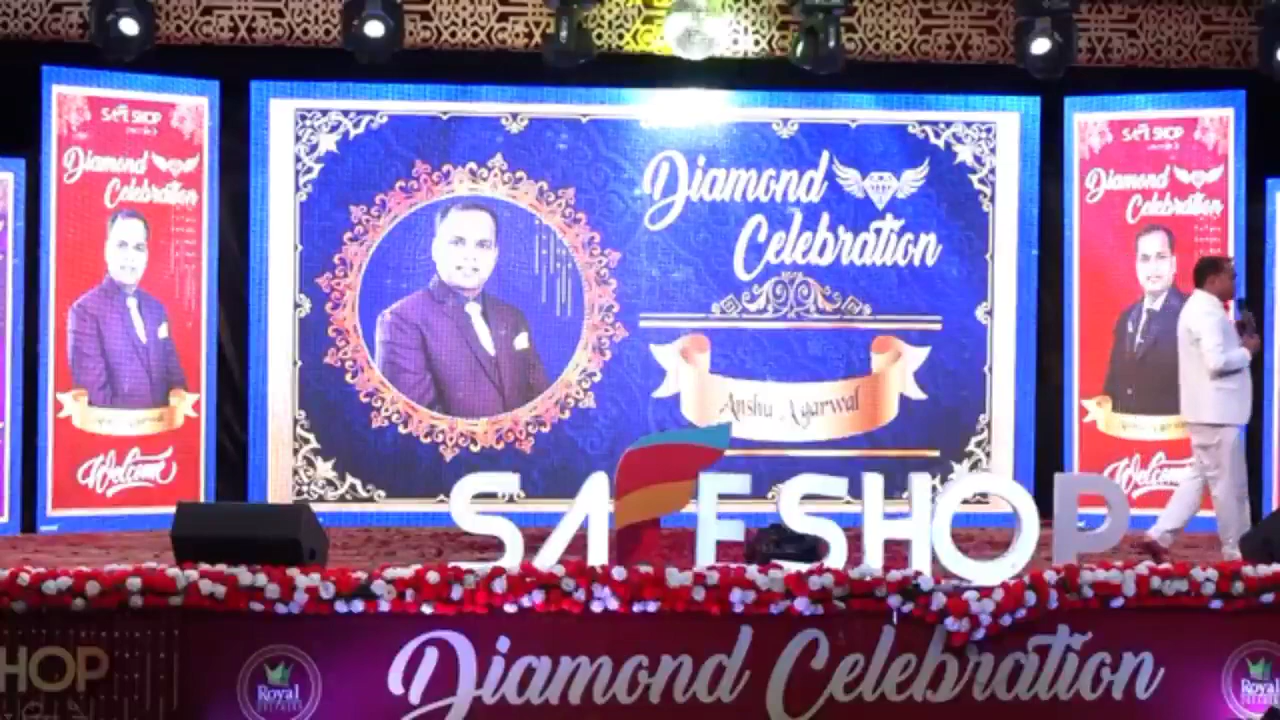 SAFE SHOP
Diamond
Celebration
Welcome
Diamond
Celebration
Anshu Agarwal
SAFE SHOP
Diamond
Celebration
Welcome
SAFE SHOP
HOP
Royal
Diamond Celebration
Royal